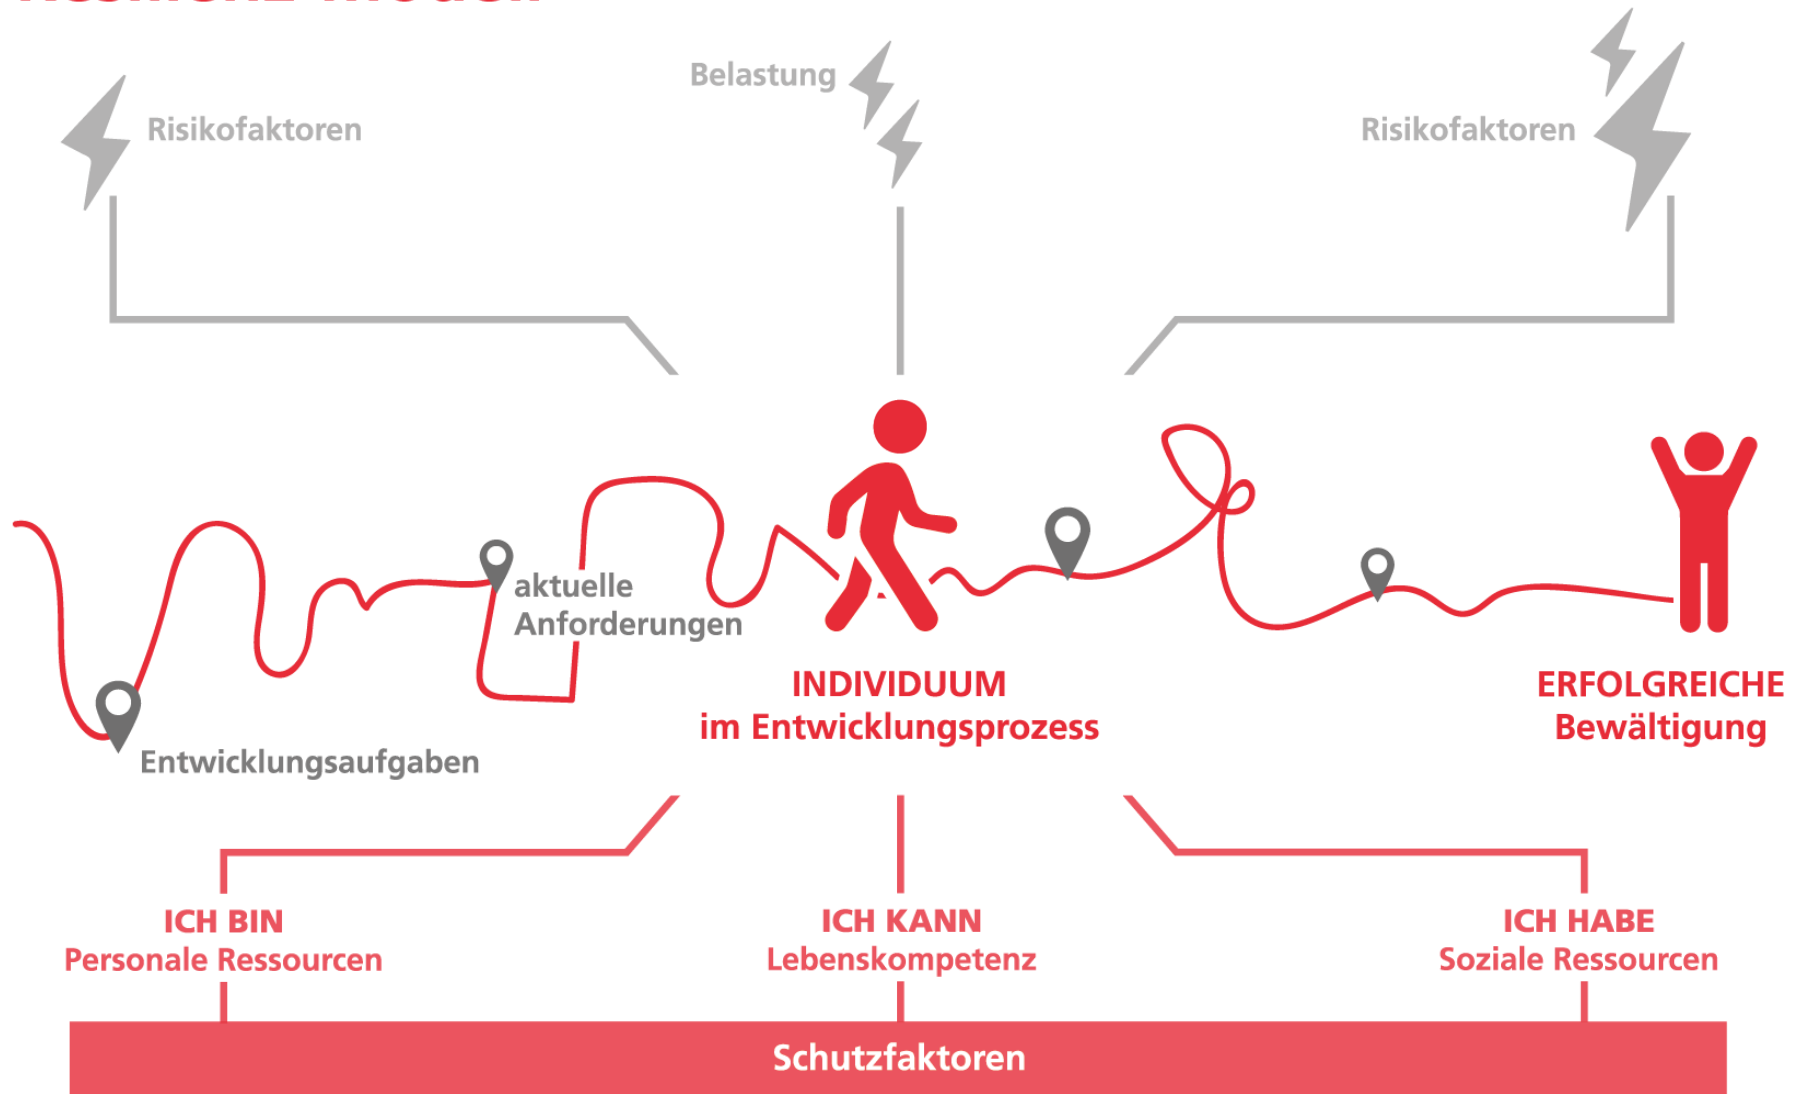 Belastung
Risikofaktoren
Risikofaktoren
aktuelle
Anforderungen
Entwicklungsaufgaben
INDIVIDUUM
im Entwicklungsprozess
ERFOLGREICHE
Bewältigung
ICH BIN
Personale Ressourcen
ICH KANN
Lebenskompetenz
ICH HABE
Soziale Ressourcen
Schutzfaktoren